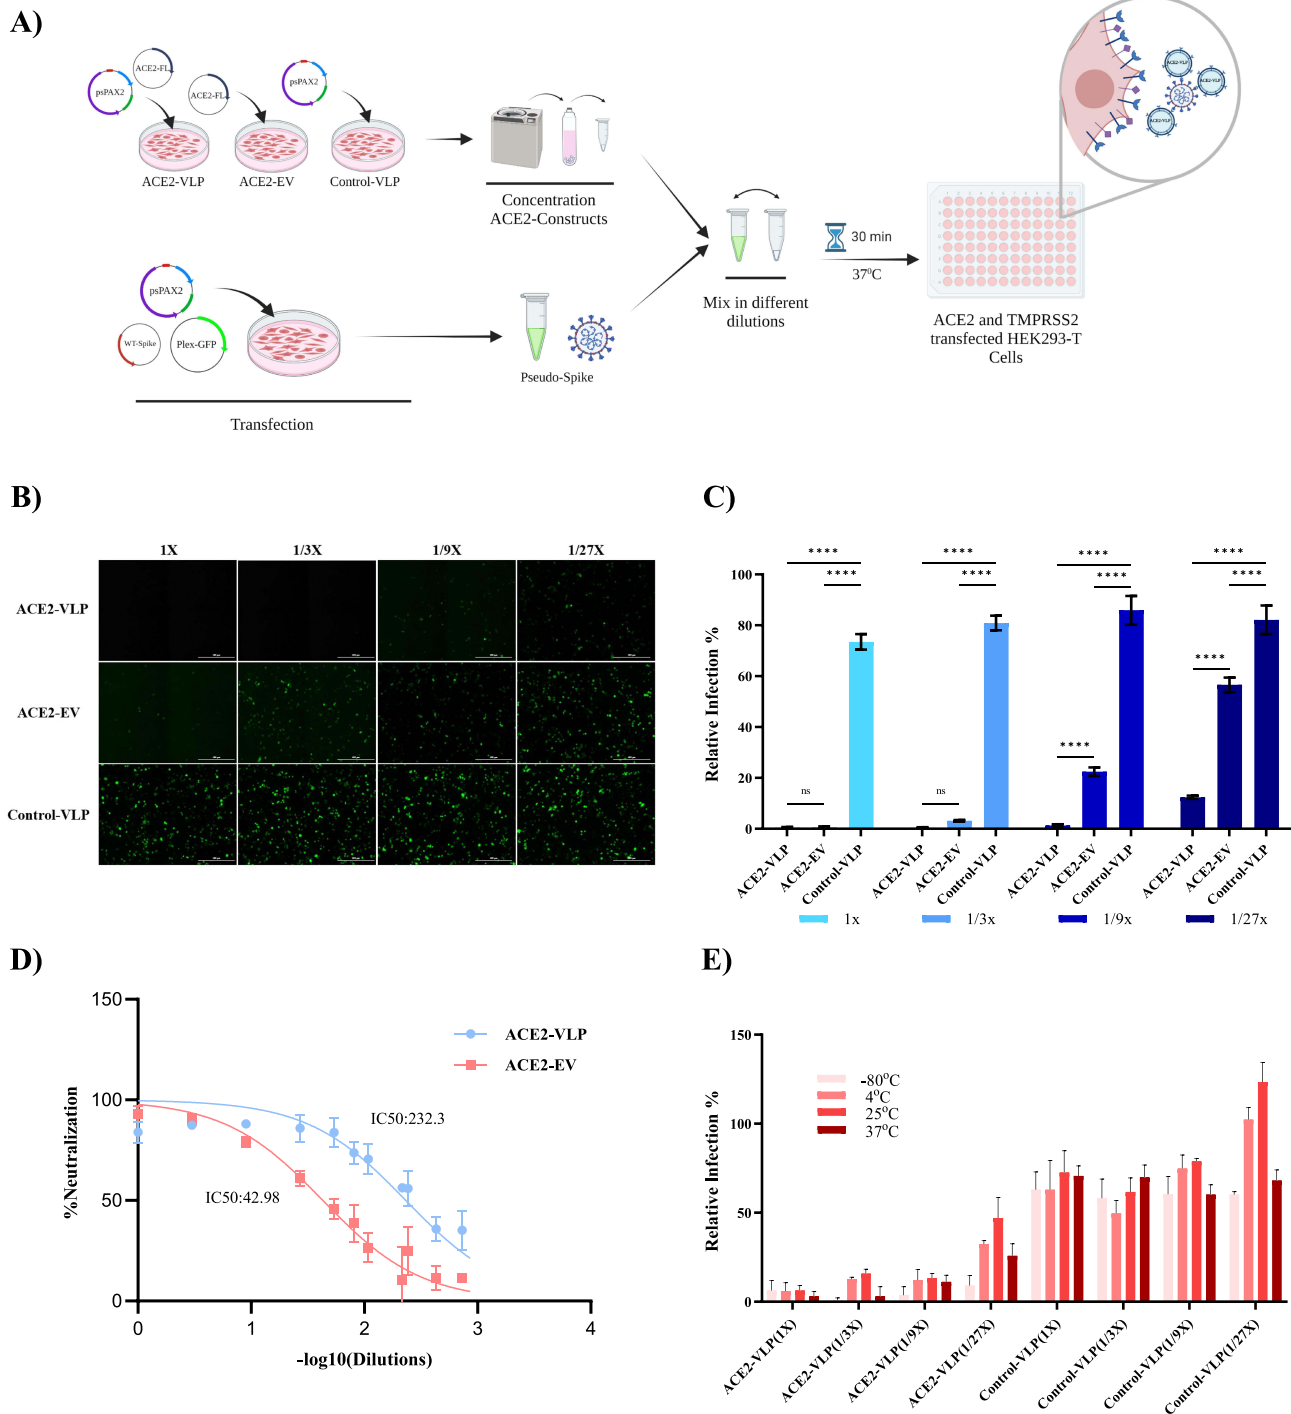 A)
psPAX2
ACE2-FL
ACE2-FL
psPAX2
ACE2-VLP
ACE2-EV
Control-VLP
Concentration
ACE2-Constructs
ACE2-VLP
ACE2-VLP
ACE2-VLP
30 min
37⁰C
Mix in different
dilutions
ACE2 and TMPRSS2
transfected HEK293-T
Cells
psPAX2
WT-Spike
Plex-GFP
Pseudo-Spike
Transfection
B)
1X 1/3X 1/9X 1/27X
ACE2-VLP
ACE2-EV
Control-VLP
C)
Relative Infection %
100
80
60
40
20
0
**** **** **** ****
**** **** **** ****
ns ns **** ****
ACE2-VLP ACE2-EV Control-VLP ACE2-VLP ACE2-EV Control-VLP ACE2-VLP ACE2-EV Control-VLP ACE2-VLP ACE2-EV Control-VLP
1x 1/3x 1/9x 1/27x
D)
%Neutralization
150
100
50
0
0 1 2 3 4
-log10(Dilutions)
ACE2-VLP
ACE2-EV
IC50:232.3
IC50:42.98
E)
Relative Infection %
150
100
50
0
-80°C
4°C
25°C
37°C
ACE2-VLP(1X) ACE2-VLP(1/3X) ACE2-VLP(1/9X) ACE2-VLP(1/27X) Control-VLP(1X) Control-VLP(1/3X) Control-VLP(1/9X) Control-VLP(1/27X)